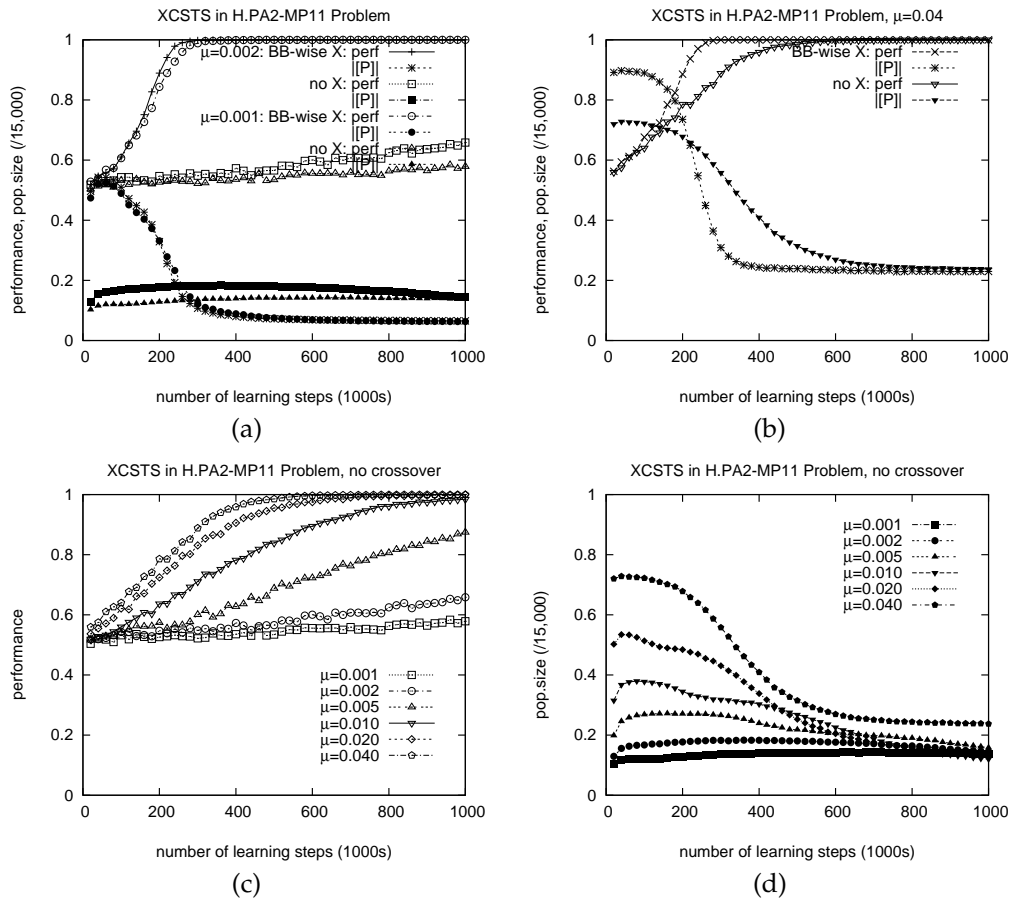 XCSTS in H.PA2-MP11 Problem
performance, pop.size (/15,000)
1
0.8
0.6
0.4
0.2
0
μ=0.002: BB-wise X: perf
|[P]|
no X: perf
|[P]|
μ=0.001: BB-wise X: perf
|[P]|
no X: perf
|[P]|
0 200 400 600 800 1000
number of learning steps (1000s)
(a)
XCSTS in H.PA2-MP11 Problem, μ=0.04
performance, pop.size (/15,000)
1
0.8
0.6
0.4
0.2
0
BB-wise X: perf
|[P]|
no X: perf
|[P]|
0 200 400 600 800 1000
number of learning steps (1000s)
(b)
XCSTS in H.PA2-MP11 Problem, no crossover
performance
1
0.8
0.6
0.4
0.2
0
μ=0.001
μ=0.002
μ=0.005
μ=0.010
μ=0.020
μ=0.040
0 200 400 600 800 1000
number of learning steps (1000s)
(c)
XCSTS in H.PA2-MP11 Problem, no crossover
pop.size (/15,000)
1
0.8
0.6
0.4
0.2
0
μ=0.001
μ=0.002
μ=0.005
μ=0.010
μ=0.020
μ=0.040
0 200 400 600 800 1000
number of learning steps (1000s)
(d)